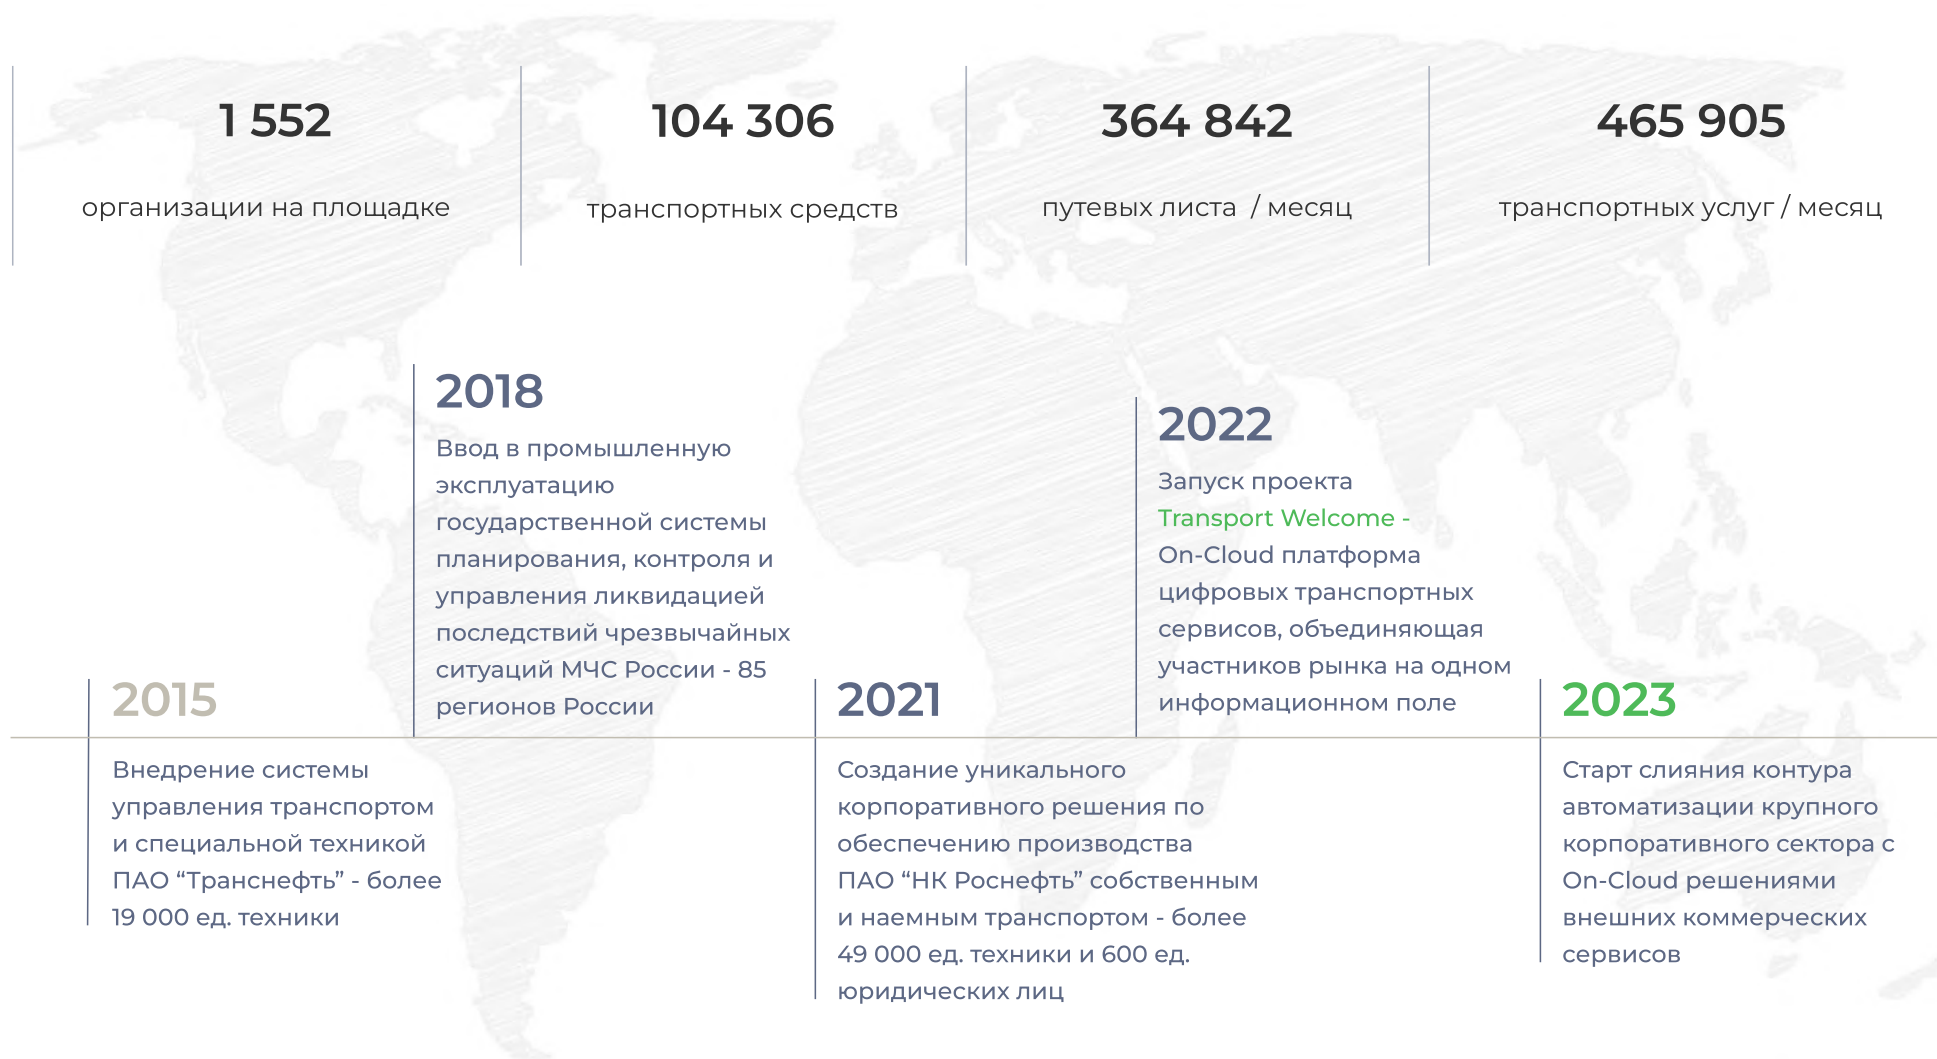 1 552
организации на площадке
104 306
транспортных средств
364 842
путевых листа / месяц
465 905
транспортных услуг / месяц
2015
Внедрение системы
управления транспортом
и специальной техникой
ПАО “Транснефть” - более
19 000 ед. техники
2018
Ввод в промышленную
эксплуатацию
государственной системы
планирования, контроля и
управления ликвидацией
последствий чрезвычайных
ситуаций МЧС России - 85
регионов России
2021
Создание уникального
корпоративного решения по
обеспечению производства
ПАО “НК Роснефть” собственным
и наемным транспортом - более
49 000 ед. техники и 600 ед.
юридических лиц
2022
Запуск проекта
Transport Welcome -
On-Cloud платформа
цифровых транспортных
сервисов, объединяющая
участников рынка на одном
информационном поле
2023
Старт слияния контура
автоматизации крупного
корпоративного сектора с
On-Cloud решениями
внешних коммерческих
сервисов